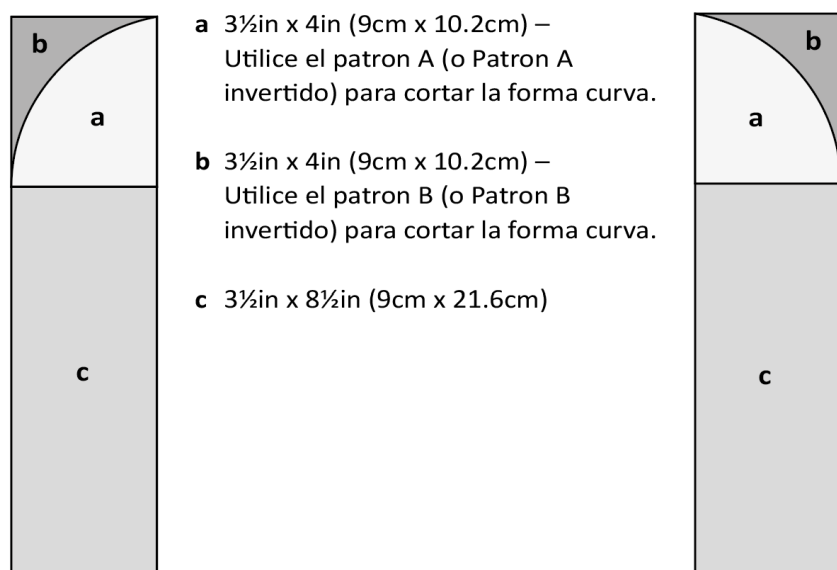 b
a
c
a 3½in x 4in (9cm x 10.2cm) –
Utilice el patron A (o Patron A
invertido) para cortar la forma curva.
b 3½in x 4in (9cm x 10.2cm) –
Utilice el patron B (o Patron B
invertido) para cortar la forma curva.
c 3½in x 8½in (9cm x 21.6cm)
b
a
c